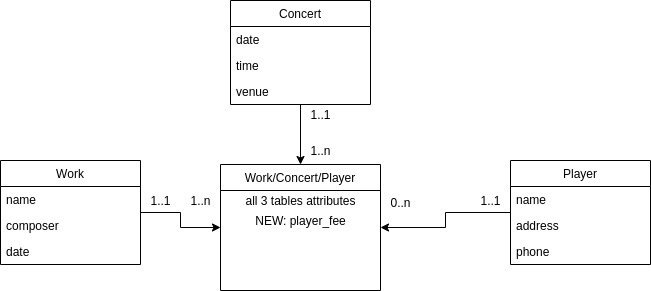 Concert
date
time
venue
1..1
1..n
Work
name
composer
date
1..1
1..n
Work/Concert/Player
all 3 tables attributes
NEW: player_fee
0..n
1..1
Player
name
address
phone